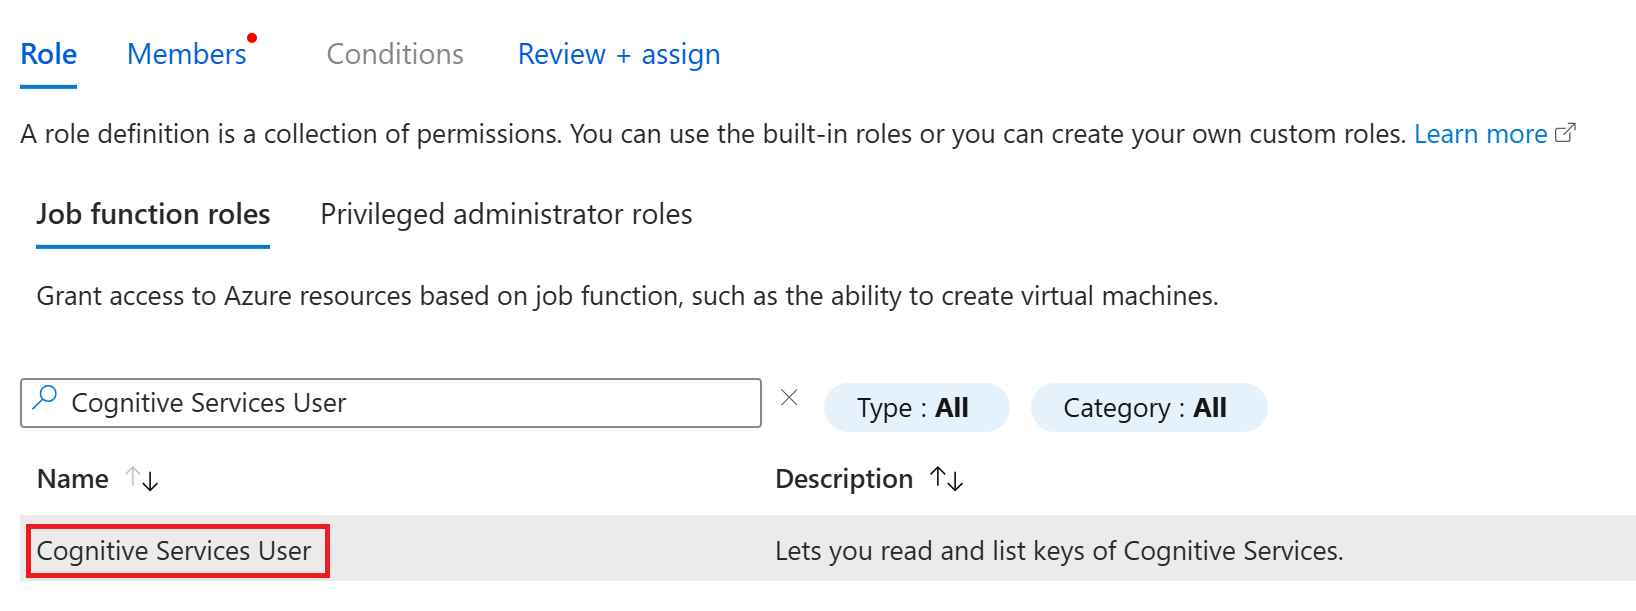 Role Members Conditions Review + assign
A role definition is a collection of permissions. You can use the built-in roles or you can create your own custom roles. Learn more
Job function roles Privileged administrator roles
Grant access to Azure resources based on job function, such as the ability to create virtual machines.
Cognitive Services User Type : All Category : All
Name Description
Cognitive Services User Lets you read and list keys of Cognitive Services.